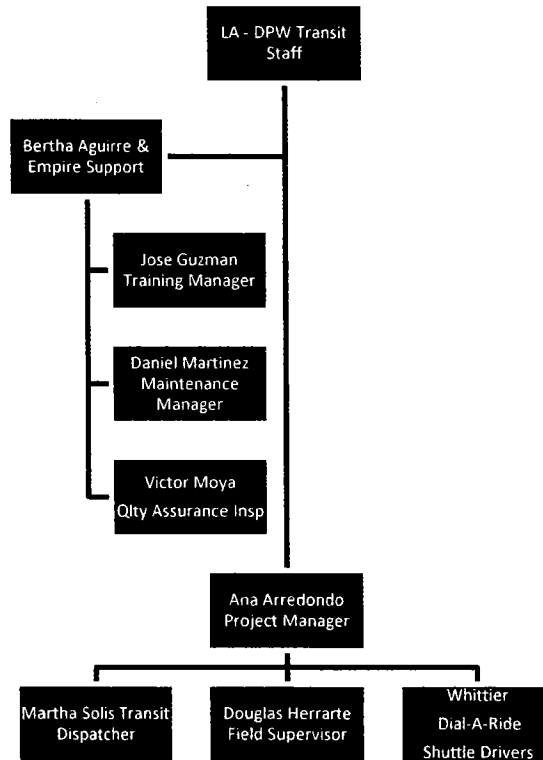 LA - DPW Transit
Staff
Bertha Aguirre &
Empire Support
Jose Guzman
Training Manager
Daniel Martinez
Maintenance
Manager
Victor Moya
Qlty Assurance Insp
Ana Arredondo
Project Manager
Martha Solis Transit
Dispatcher
Douglas Herrarte
Field Supervisor
Whittier
Dial-A-Ride
Shuttle Drivers